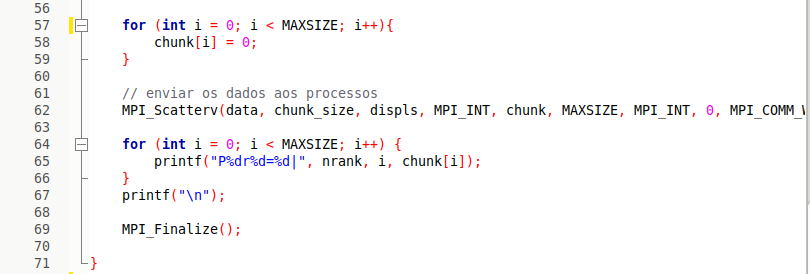 56
57 for (int i = 0; i < MAXSIZE; i++){
58 chunk[i] = 0;
59 }
60
61 // enviar os dados aos processos
62 MPI_Scatterv(data, chunk_size, displs, MPI_INT, chunk, MAXSIZE, MPI_INT, 0, MPI_COMM_
63
64 for (int i = 0; i < MAXSIZE; i++) {
65 printf("P%dr%d=%d|", nrank, i, chunk[i]);
66 }
67 printf("\n");
68
69 MPI_Finalize();
70
71 }